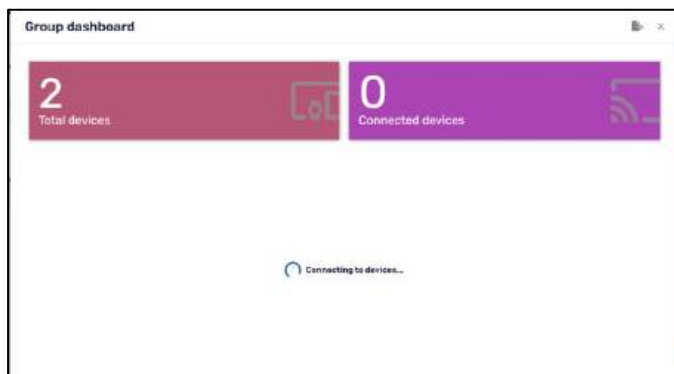 Group dashboard
2
Total devices
0
Connected devices
Connecting to devices...